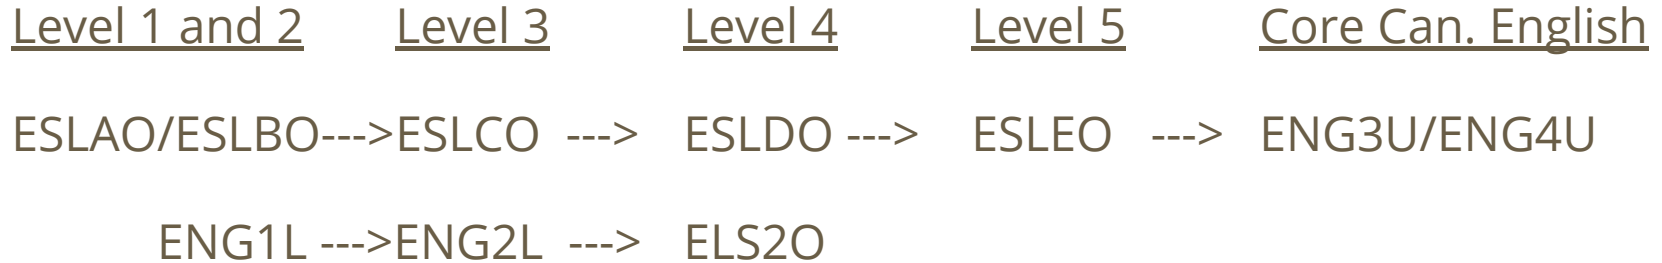 Level 1 and 2 Level 3 Level 4 Level 5 Core Can. English
ESLAO/ESLBO--->ESLCO ---> ESLDO ---> ESLEO ---> ENG3U/ENG4U
ENG1L --->ENG2L ---> ELS2O